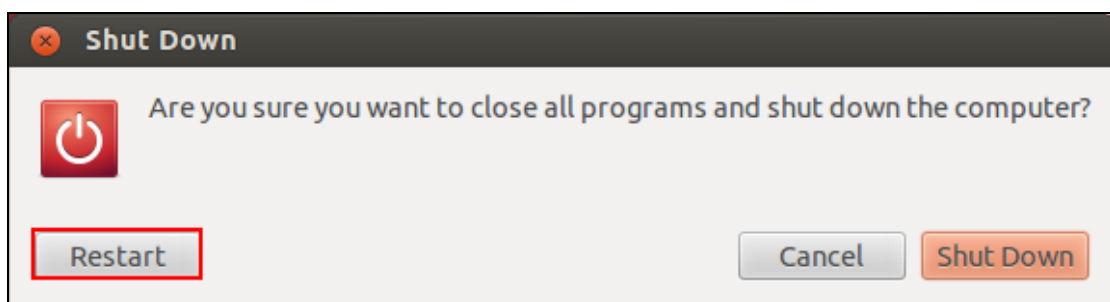 Shut Down
Are you sure you want to close all programs and shut down the computer?
Restart
Cancel
Shut Down